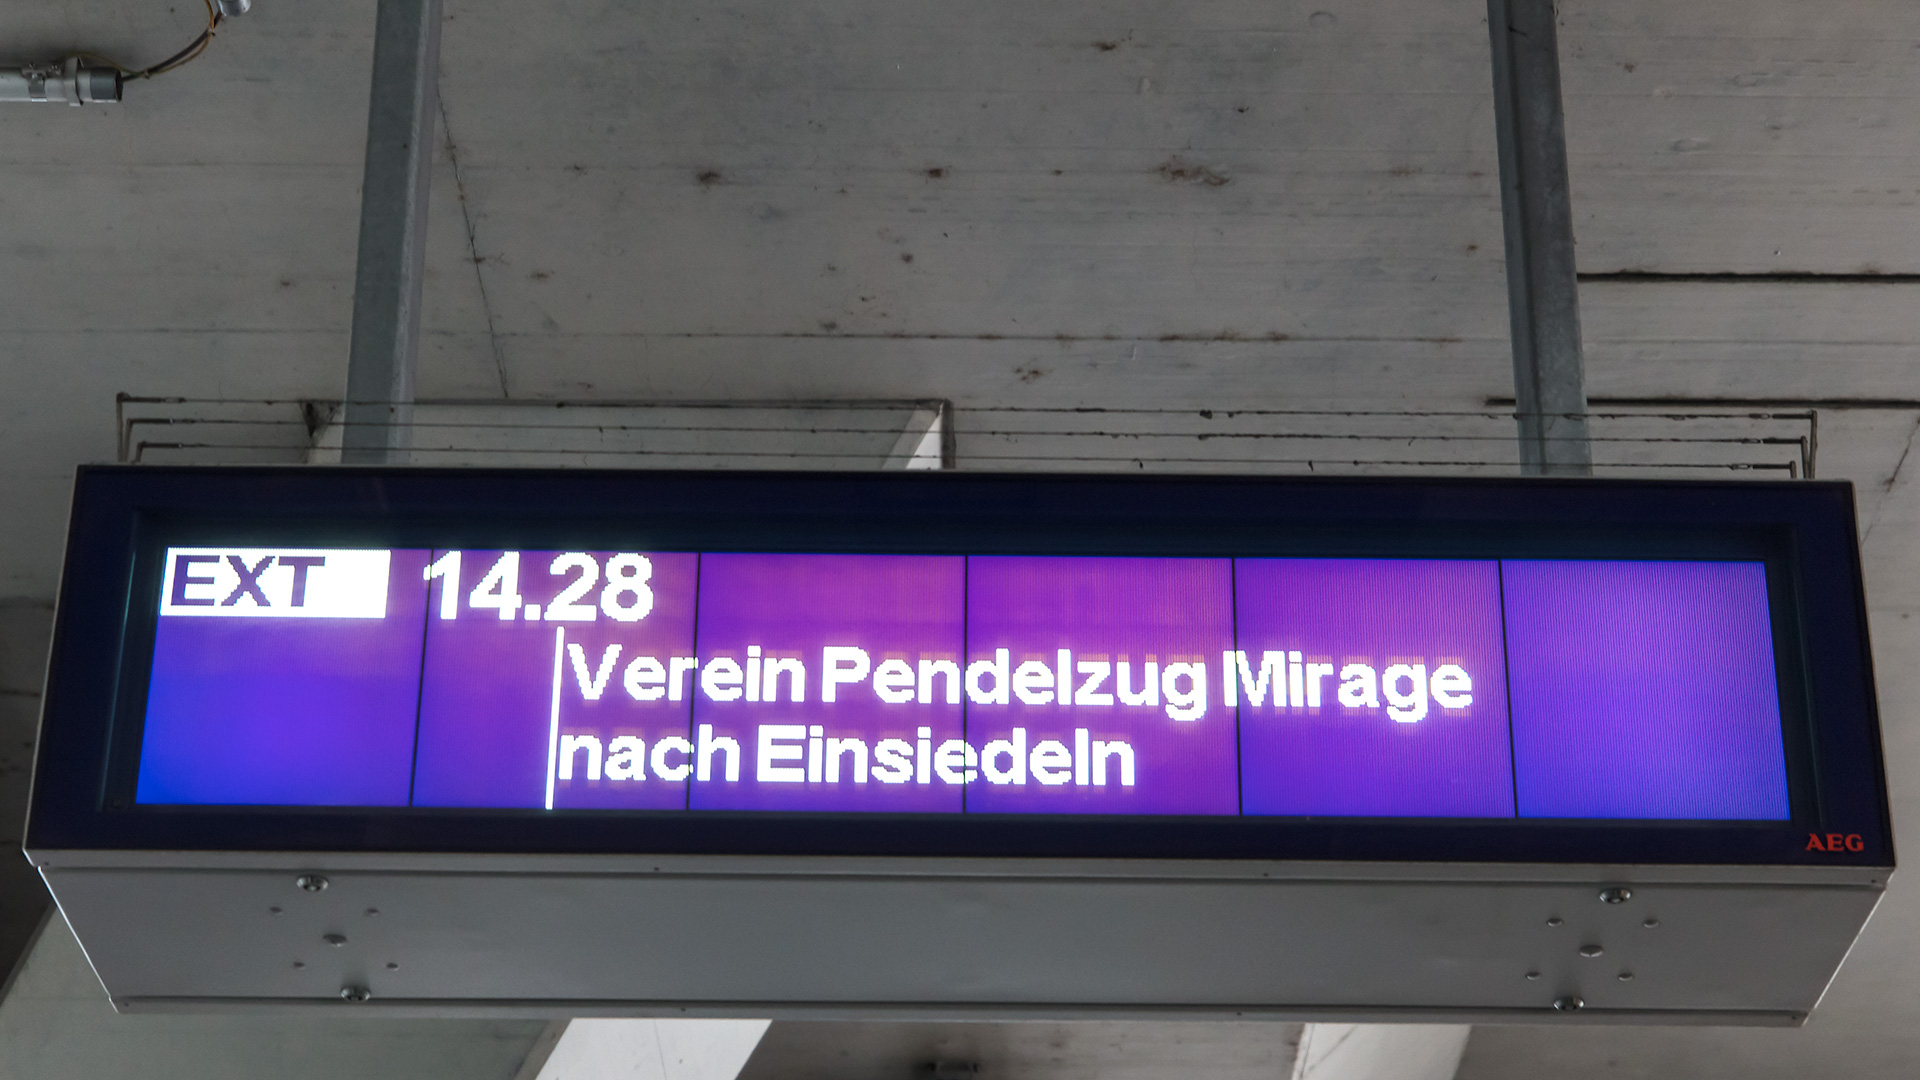 EXT 14.28
Verein Pendelzug Mirage
nach Einsiedeln
AEG